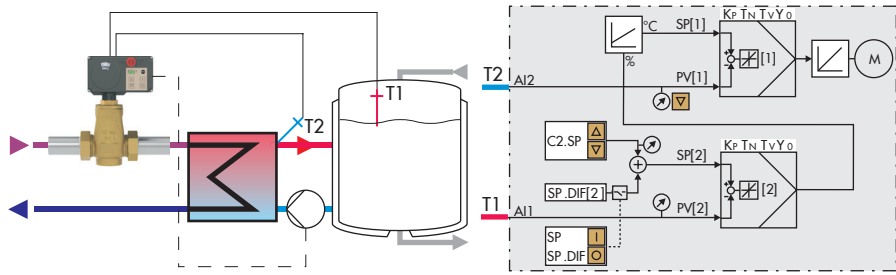 T1
T2
T2
AI2
°C
%
SP[1]
PV[1]
KP TN TV Y0
[1]
M
C2.SP
SP.DIF[2]
SP[2]
T1
AI1
PV[2]
KP TN TV Y0
[2]
SP
I
SP.DIF
O